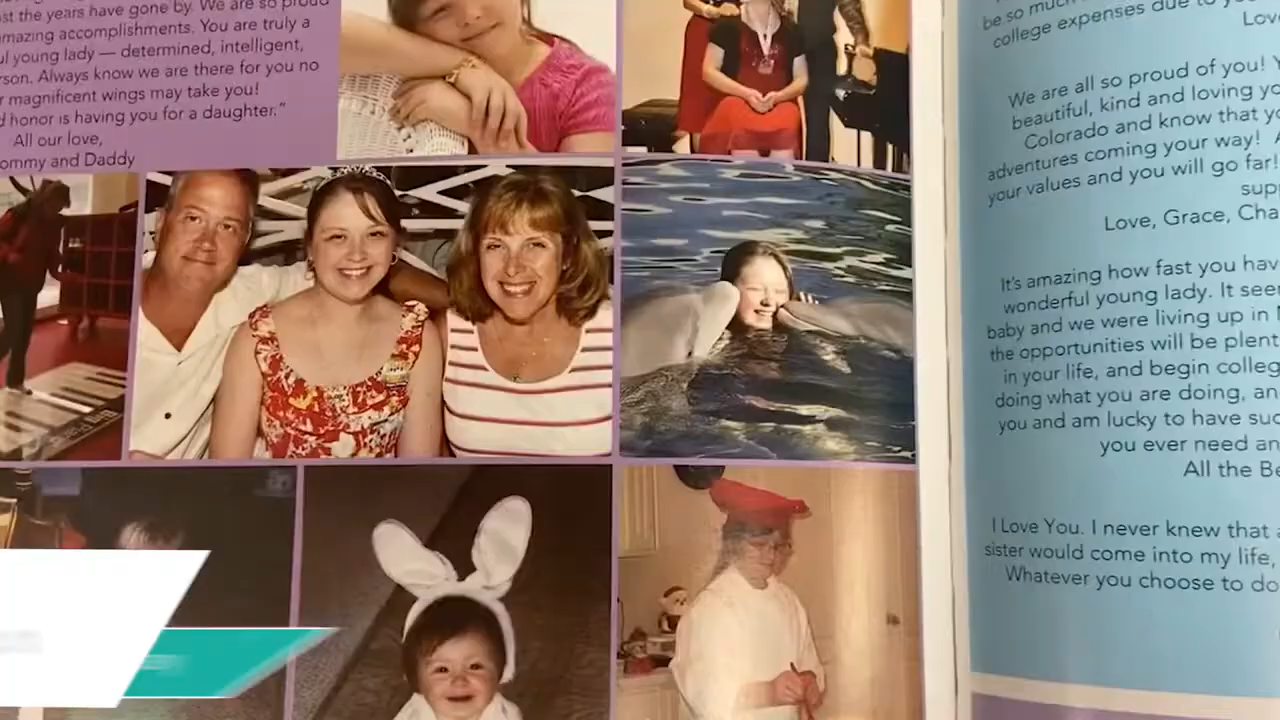 st the years have gone by. We are so proud
mazing accomplishments. You are truly a
ul young lady — determined, intelligent,
rson. Always know we are there for you no
r magnificent wings may take you!
d honor is having you for a daughter."
All our love,
ommy and Daddy
be so much
college expenses due to yo
Lov
We are all so proud of you! Y
beautiful, kind and loving yo
Colorado and know that yo
adventures coming your way! A
your values and you will go far!
sup
Love, Grace, Cha
It's amazing how fast you hav
wonderful young lady. It seer
baby and we were living up in
the opportunities will be plent
in your life, and begin colleg
doing what you are doing, an
you and am lucky to have suc
you ever need an
All the Be
I Love You. I never knew that a
sister would come into my life,
Whatever you choose to do